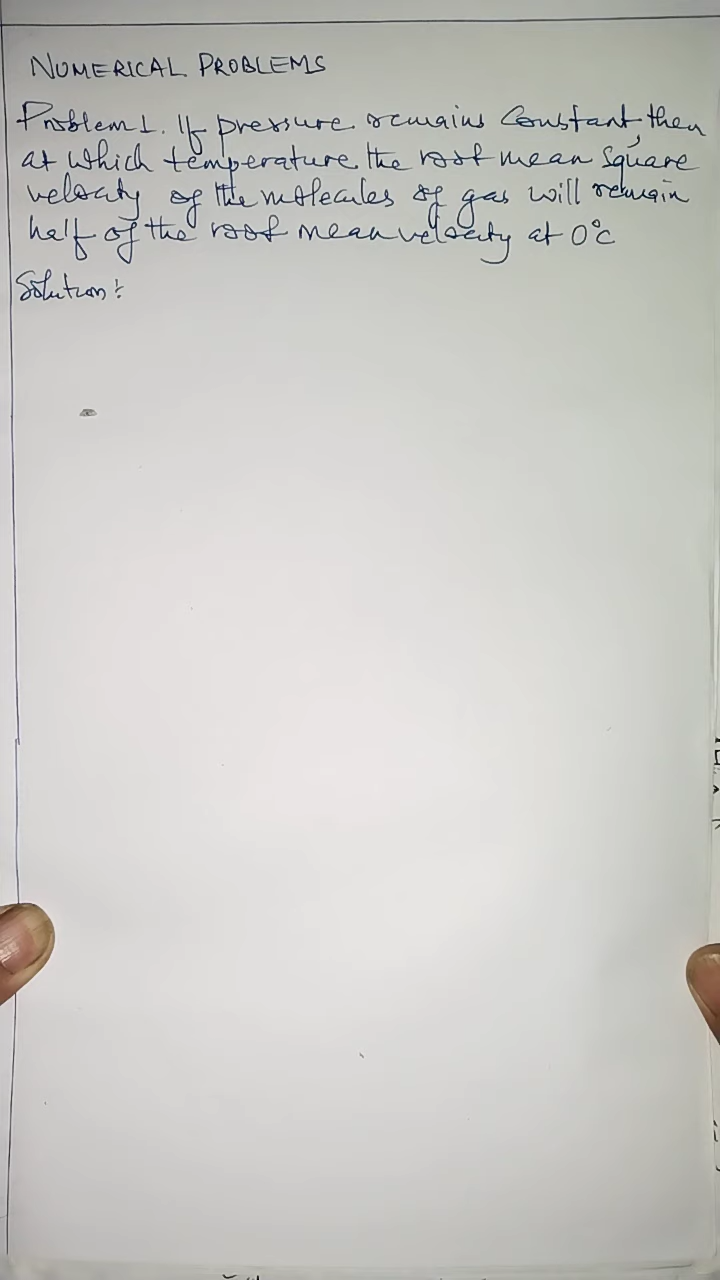 NUMERICAL PROBLEMS
Problem 1. If pressure remains Constant, then
at which temperature the root mean square
velocity of the molecules of gas will remain
half of the root mean velocity at 0°C
Solution: